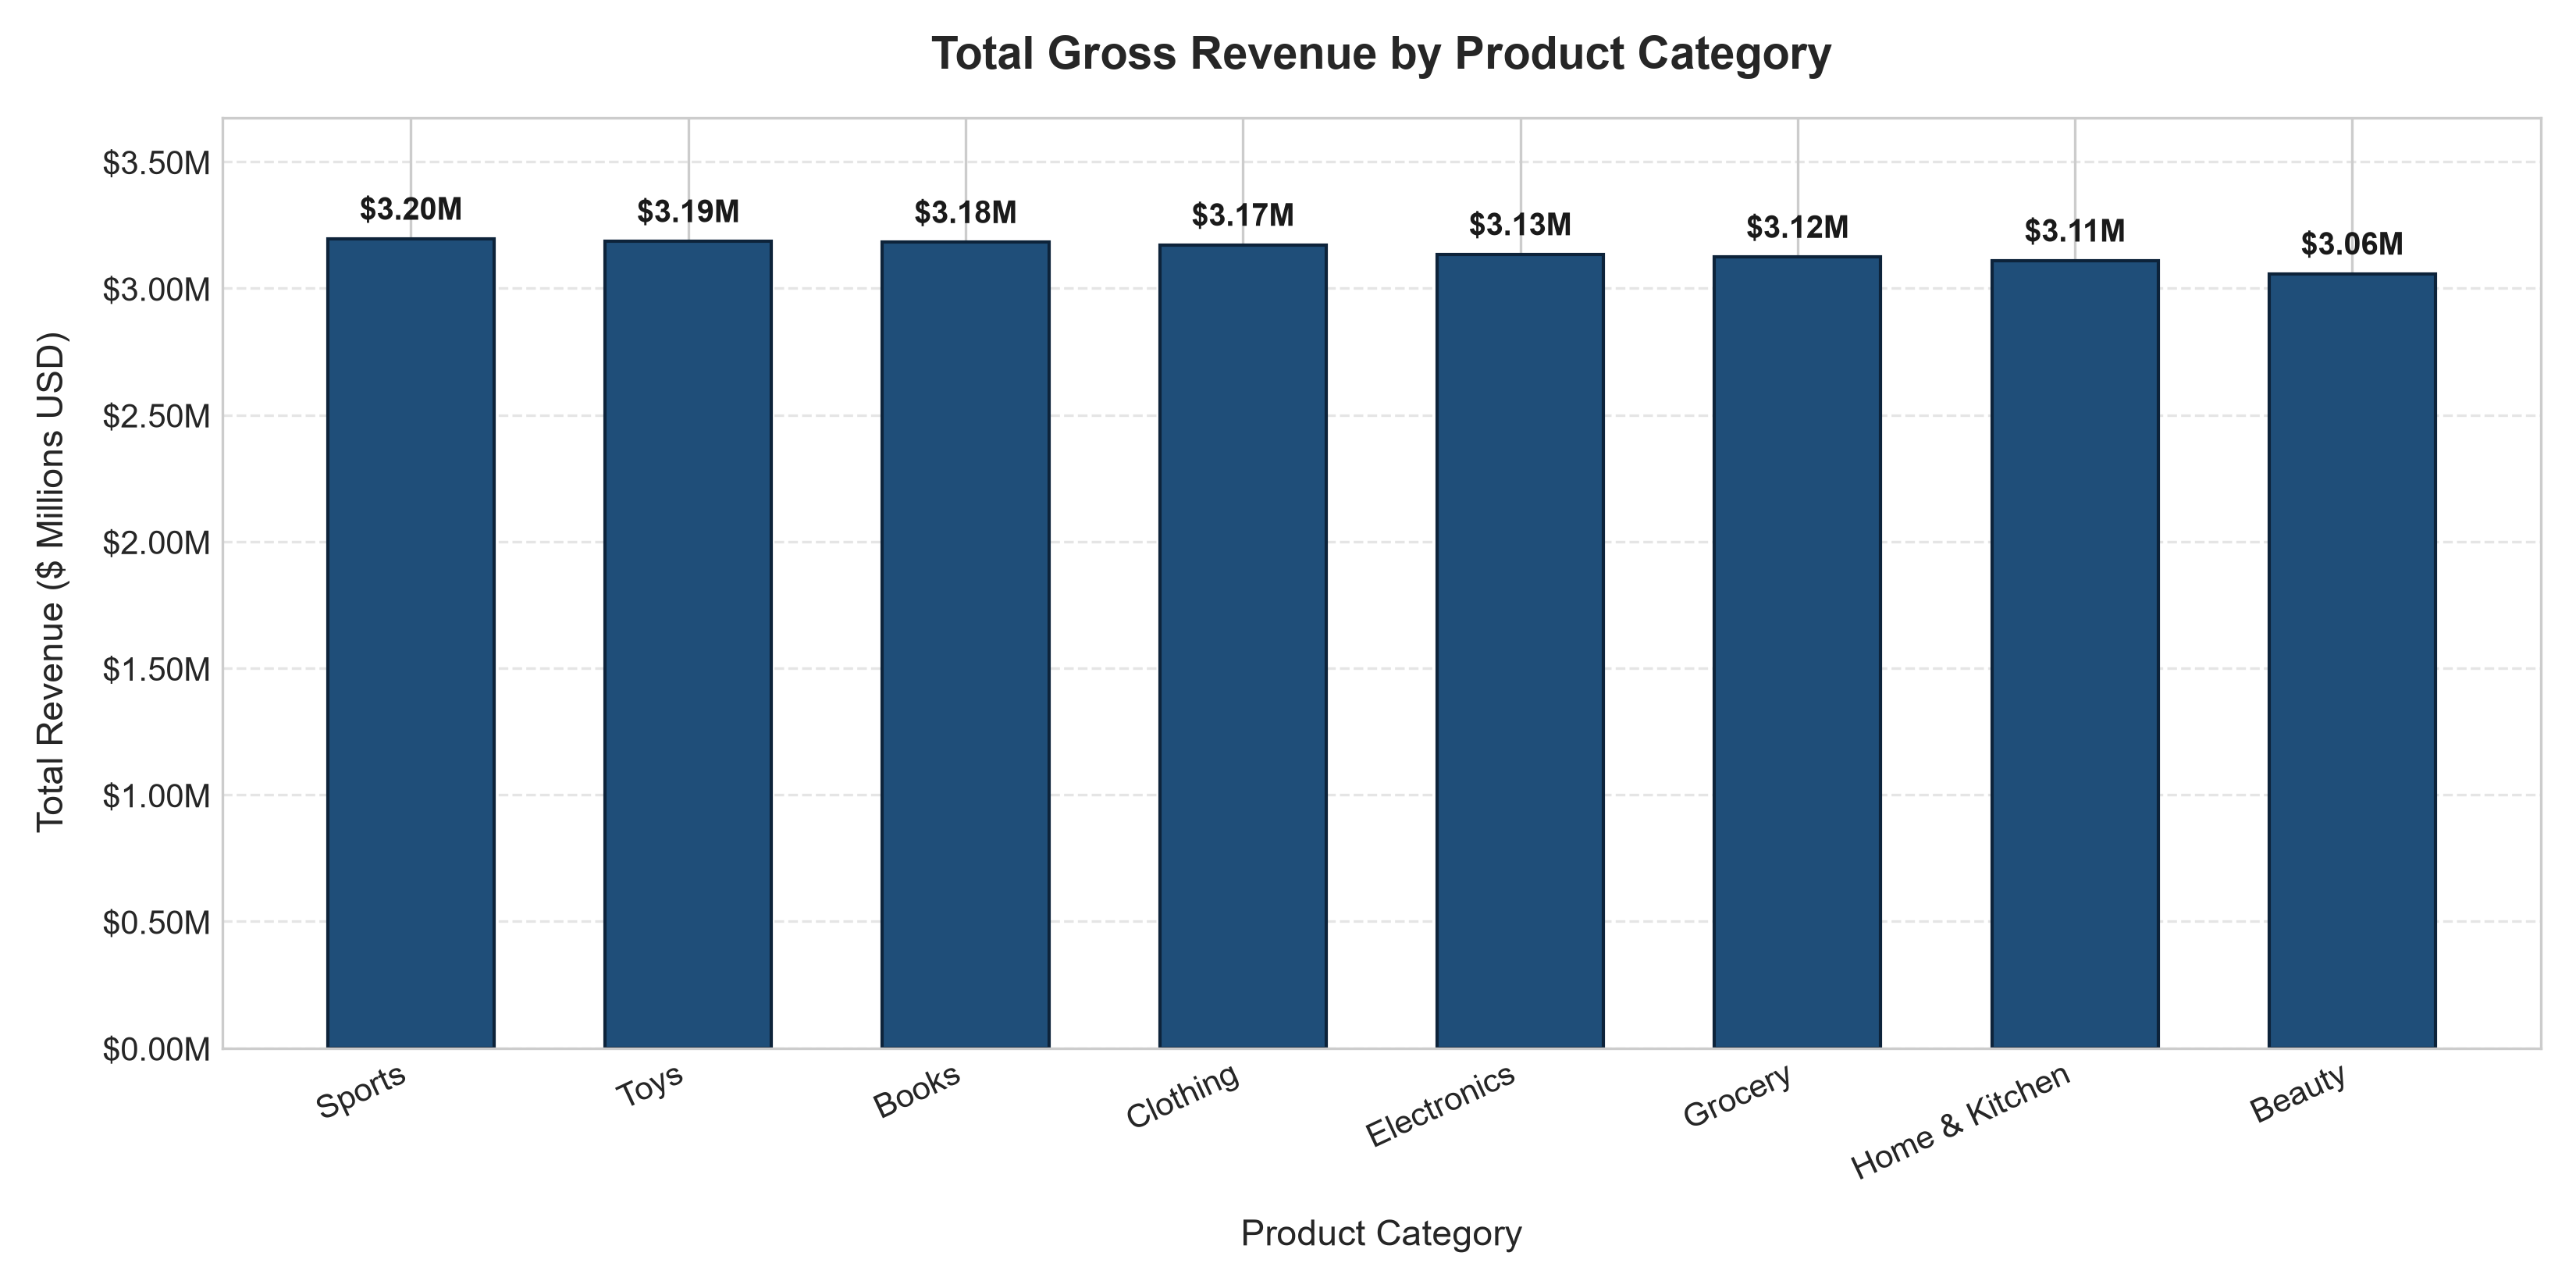 Total Gross Revenue by Product Category
Total Revenue ($ Millions USD)
$3.50M
$3.00M
$2.50M
$2.00M
$1.50M
$1.00M
$0.50M
$0.00M
$3.20M
$3.19M
$3.18M
$3.17M
$3.13M
$3.12M
$3.11M
$3.06M
Sports
Toys
Books
Clothing
Electronics
Grocery
Home & Kitchen
Beauty
Product Category